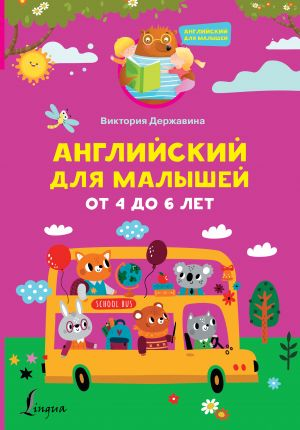 АНГЛИЙСКИЙ
ДЛЯ МАЛЫШЕЙ
Виктория Державина
АНГЛИЙСКИЙ
ДЛЯ МАЛЫШЕЙ
ОТ 4 ДО 6 ЛЕТ
SCHOOL BUS
Lingua